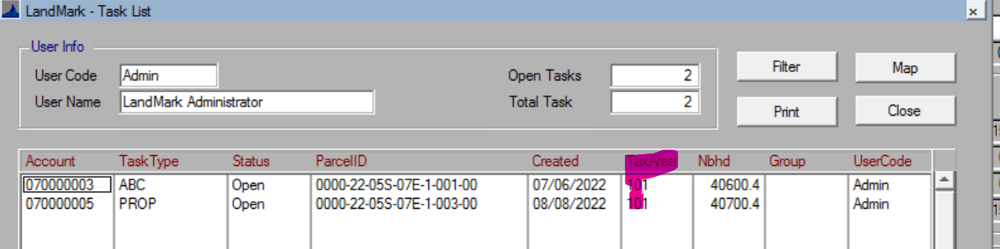 LandMark - Task List
User Info
User Code Admin Open Tasks 2 Filter Map
User Name LandMark Administrator Total Task 2 Print Close
Account TaskType Status ParcelID Created TaxArea Nbhd Group UserCode
070000003 ABC Open 0000-22-05S-07E-1-001-00 07/06/2022 101 40600.4 Admin
070000005 PROP Open 0000-22-05S-07E-1-003-00 08/08/2022 101 40700.4 Admin